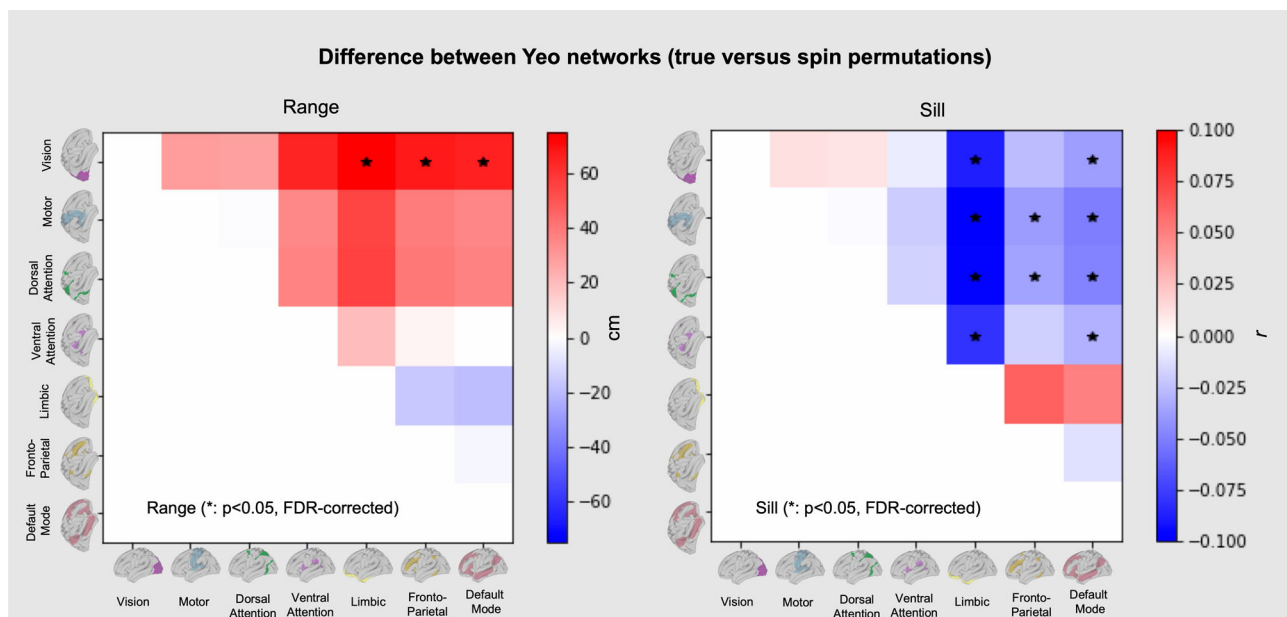 Difference between Yeo networks (true versus spin permutations)
Range
Vision
Motor
Dorsal
Attention
Ventral
Attention
Limbic
Fronto-
Parietal
Default
Mode
Range (*: p<0.05, FDR-corrected)
Vision
Motor
Dorsal
Attention
Ventral
Attention
Limbic
Fronto-
Parietal
Default
Mode
60
40
20
0
−20
−40
−60
cm
Sill
Sill (*: p<0.05, FDR-corrected)
Vision
Motor
Dorsal
Attention
Ventral
Attention
Limbic
Fronto-
Parietal
Default
Mode
0.100
0.075
0.050
0.025
0.000
−0.025
−0.050
−0.075
−0.100
r